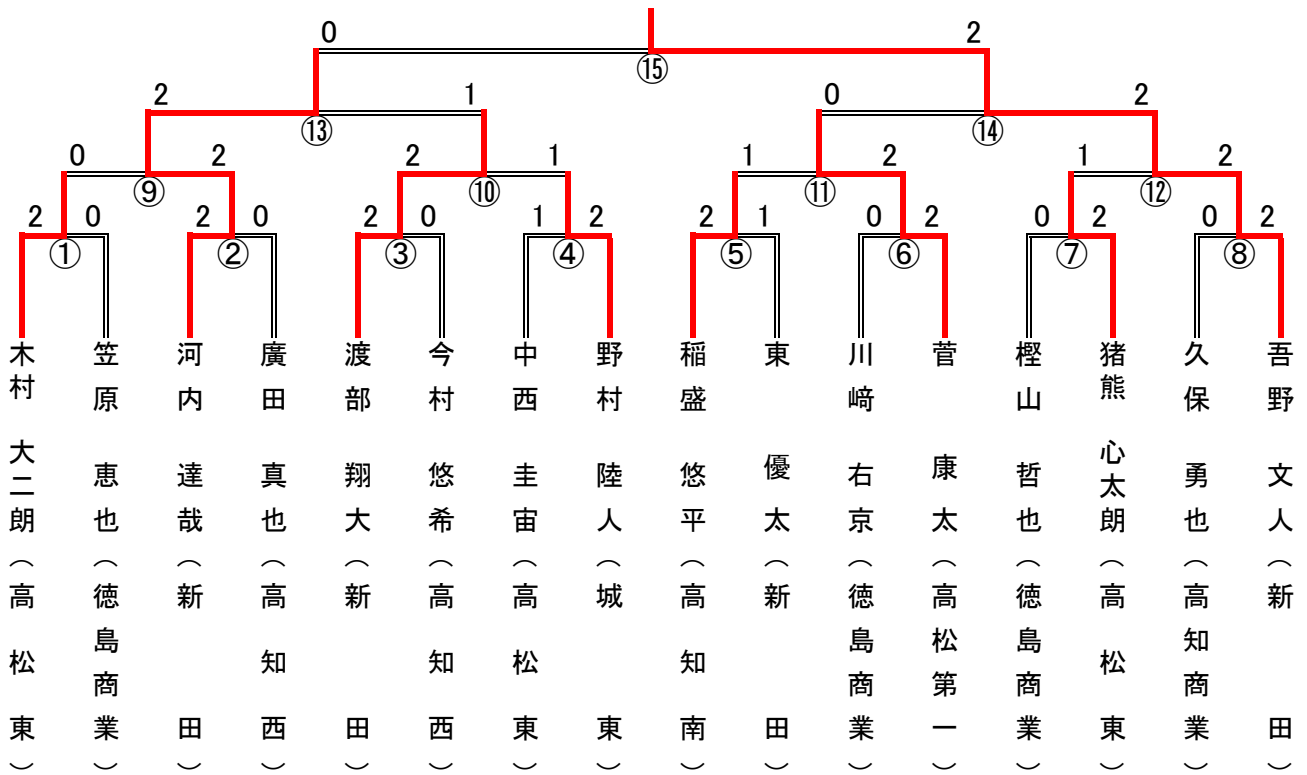 0 2
⑮
2 1 0 2
⑬ ⑭
0 2 2 1 1 2 1 2
⑨ ⑩ ⑪ ⑫
2 0 2 0 2 0 1 2 2 1 0 2 0 2 0 2
① ② ③ ④ ⑤ ⑥ ⑦ ⑧
木村 大二朗(高松東)
笠原 恵也(徳島商業)
河内 達哉(新田)
廣田 真也(高知西)
渡部 翔大(新田)
今村 悠希(高知西)
中西 圭宙(高松東)
野村 陸人(城東)
稲盛 悠平(高知南)
東 優太(新田)
川﨑 右京(徳島商業)
菅 康太(高松第一)
樫山 哲也(徳島商業)
猪熊 心太朗(高松東)
久保 勇也(高知商業)
吾野 文人(新田)